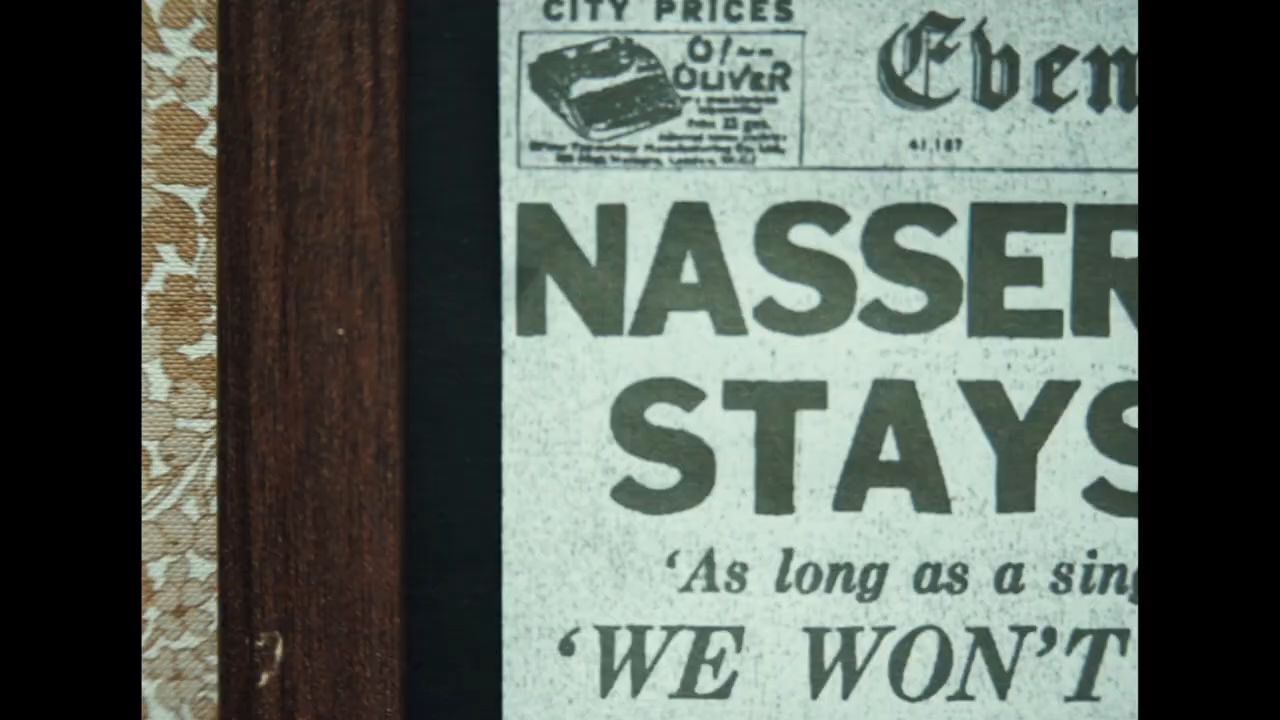 CITY PRICES
OLIVER
Even
41,187
NASSER
STAYS
‘As long as a sing
‘WE WON’T